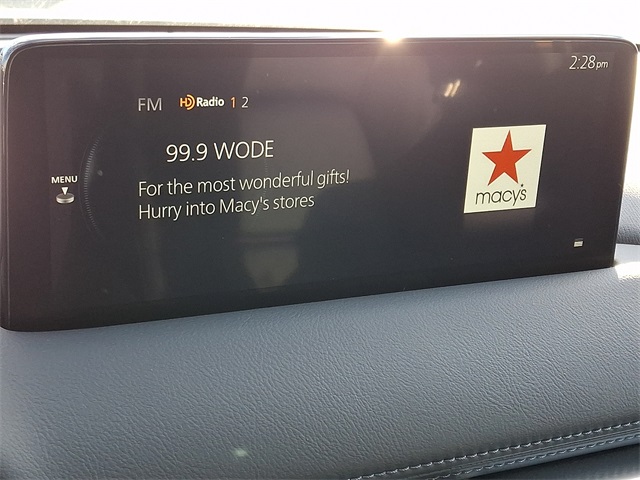 2:28pm
FM HD Radio 1 2
99.9 WODE
MENU
For the most wonderful gifts!
Hurry into Macy's stores
macy's